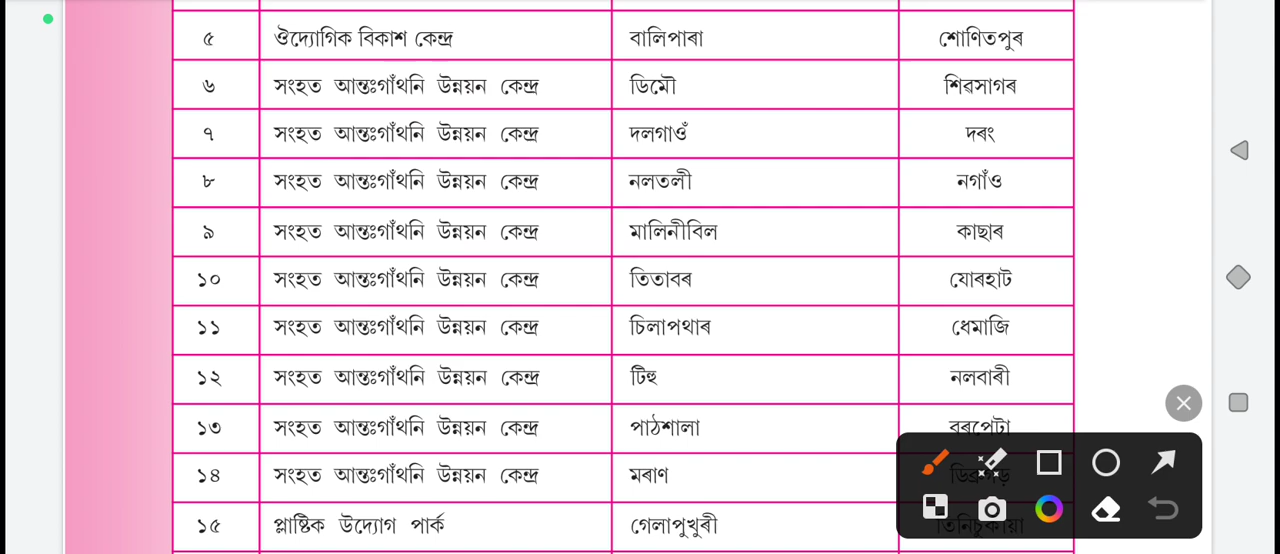 ৫ ঔদ্যোগিক বিকাশ কেন্দ্ৰ বালিপাৰা শোণিতপুৰ
৬ সংহত আন্তঃগাঁথনি উন্নয়ন কেন্দ্ৰ ডিমৌ শিৱসাগৰ
৭ সংহত আন্তঃগাঁথনি উন্নয়ন কেন্দ্ৰ দলগাওঁ দৰং
৮ সংহত আন্তঃগাঁথনি উন্নয়ন কেন্দ্ৰ নলতলী নগাঁও
৯ সংহত আন্তঃগাঁথনি উন্নয়ন কেন্দ্ৰ মালিনীবিল কাছাৰ
১০ সংহত আন্তঃগাঁথনি উন্নয়ন কেন্দ্ৰ তিতাবৰ যোৰহাট
১১ সংহত আন্তঃগাঁথনি উন্নয়ন কেন্দ্ৰ চিলাপথাৰ ধেমাজি
১২ সংহত আন্তঃগাঁথনি উন্নয়ন কেন্দ্ৰ টিহু নলবাৰী
১৩ সংহত আন্তঃগাঁথনি উন্নয়ন কেন্দ্ৰ পাঠশালা বৰপেটা
১৪ সংহত আন্তঃগাঁথনি উন্নয়ন কেন্দ্ৰ মৰাণ ডিব্ৰুগড়
১৫ প্লাষ্টিক উদ্যোগ পাৰ্ক গেলাপুখুৰী তিনিচুকীয়া